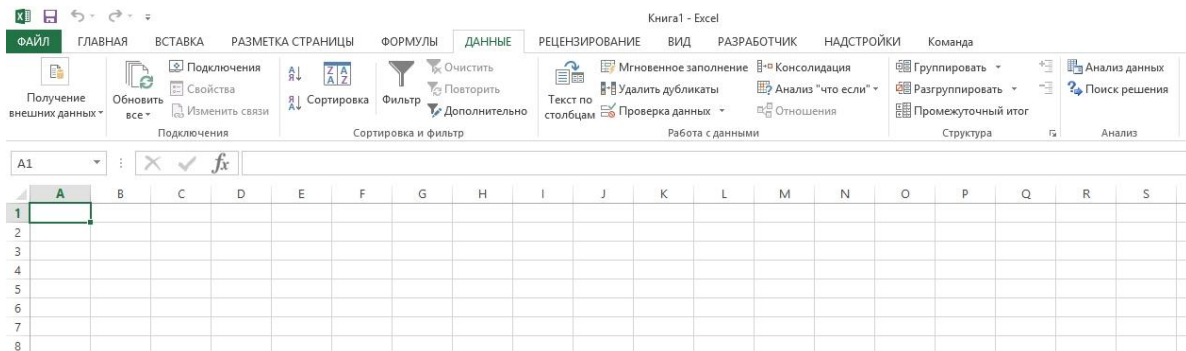 Книга1 - Excel
ФАЙЛ ГЛАВНАЯ ВСТАВКА РАЗМЕТКА СТРАНИЦЫ ФОРМУЛЫ ДАННЫЕ РЕЦЕНЗИРОВАНИЕ ВИД РАЗРАБОТЧИК НАДСТРОЙКИ Команда
Получение
внешних данных
Обновить
все
Подключения
Свойства
Изменить связи
Подключения
Сортировка
Фильтр
Очистить
Повторить
Дополнительно
Сортировка и фильтр
Текст по
столбцам
Мгновенное заполнение
Удалить дубликаты
Проверка данных
Консолидация
Анализ "что если"
Отношения
Работа с данными
Группировать
Разгруппировать
Промежуточный итог
Структура
Анализ данных
Поиск решения
Анализ
A1 fx
A B C D E F G H I J K L M N O P Q R S
1
2
3
4
5
6
7
8